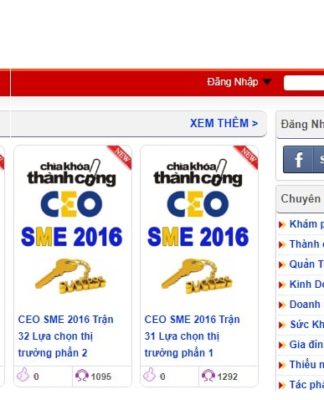 Đăng Nhập
XEM THÊM >
Đăng Nh
f
NEW
chìa khóa
thành công
CEO
SME 2016
SUCCESS
CEO SME 2016 Trận
32 Lựa chọn thị
trường phần 2
0 1095
NEW
chìa khóa
thành công
CEO
SME 2016
SUCCESS
CEO SME 2016 Trận
31 Lựa chọn thị
trường phần 1
0 1292
Chuyên
Khám p
Thành
Quản T
Kinh Do
Doanh
Sức Kh
Gia đìn
Thiếu n
Tác phẩ